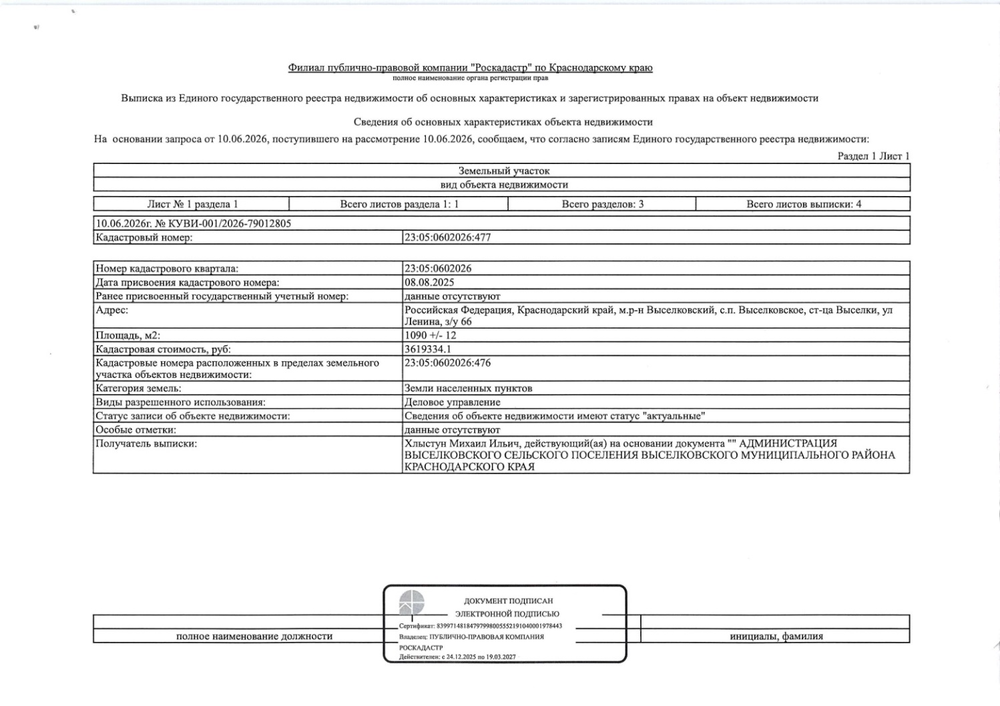 Филиал публично-правовой компании "Роскадастр" по Краснодарскому краю
полное наименование органа регистрации прав
Выписка из Единого государственного реестра недвижимости об основных характеристиках и зарегистрированных правах на объект недвижимости
Сведения об основных характеристиках объекта недвижимости
На основании запроса от 10.06.2026, поступившего на рассмотрение 10.06.2026, сообщаем, что согласно записям Единого государственного реестра недвижимости:
Раздел 1 Лист 1
Земельный участок
вид объекта недвижимости
Лист № 1 раздела 1 Всего листов раздела 1: 1 Всего разделов: 3 Всего листов выписки: 4
10.06.2026г. № КУВИ-001/2026-79012805
Кадастровый номер: 23:05:0602026:477
Номер кадастрового квартала: 23:05:0602026
Дата присвоения кадастрового номера: 08.08.2025
Ранее присвоенный государственный учетный номер: данные отсутствуют
Адрес: Российская Федерация, Краснодарский край, м.р-н Выселковский, с.п. Выселковское, ст-ца Выселки, ул
Ленина, з/у 66
Площадь, м2: 1090 +/- 12
Кадастровая стоимость, руб: 3619334.1
Кадастровые номера расположенных в пределах земельного 23:05:0602026:476
участка объектов недвижимости:
Категория земель: Земли населенных пунктов
Виды разрешенного использования: Деловое управление
Статус записи об объекте недвижимости: Сведения об объекте недвижимости имеют статус "актуальные"
Особые отметки: данные отсутствуют
Получатель выписки: Хлыстун Михаил Ильич, действующий(ая) на основании документа "" АДМИНИСТРАЦИЯ
ВЫСЕЛКОВСКОГО СЕЛЬСКОГО ПОСЕЛЕНИЯ ВЫСЕЛКОВСКОГО МУНИЦИПАЛЬНОГО РАЙОНА
КРАСНОДАРСКОГО КРАЯ
ДОКУМЕНТ ПОДПИСАН
ЭЛЕКТРОННОЙ ПОДПИСЬЮ
Сертификат: 83997148184797998005552191040001978443
Владелец: ПУБЛИЧНО-ПРАВОВАЯ КОМПАНИЯ
РОСКАДАСТР
Действителен: с 24.12.2025 по 19.03.2027
полное наименование должности инициалы, фамилия